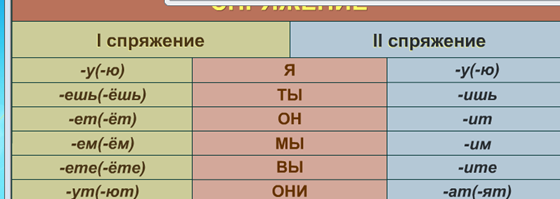 СПРЯЖЕНИЕ
I спряжение II спряжение
-у(-ю) Я -у(-ю)
-ешь(-ёшь) ТЫ -ишь
-ет(-ёт) ОН -ит
-ем(-ём) МЫ -им
-ете(-ёте) ВЫ -ите
-ут(-ют) ОНИ -ат(-ят)